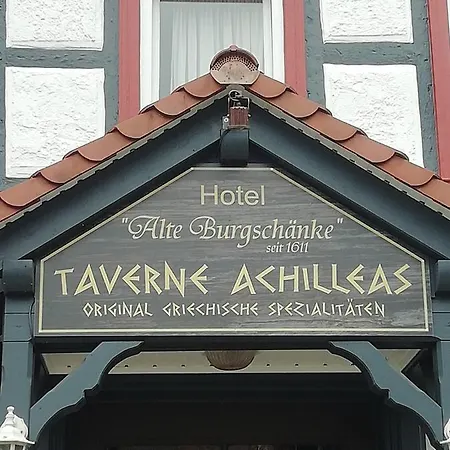 Hotel
"Alte Burgschänke"
seit 1611
TAVERNE ACHILLEAS
ORIGINAL GRIECHISCHE SPEZIALITÄTEN